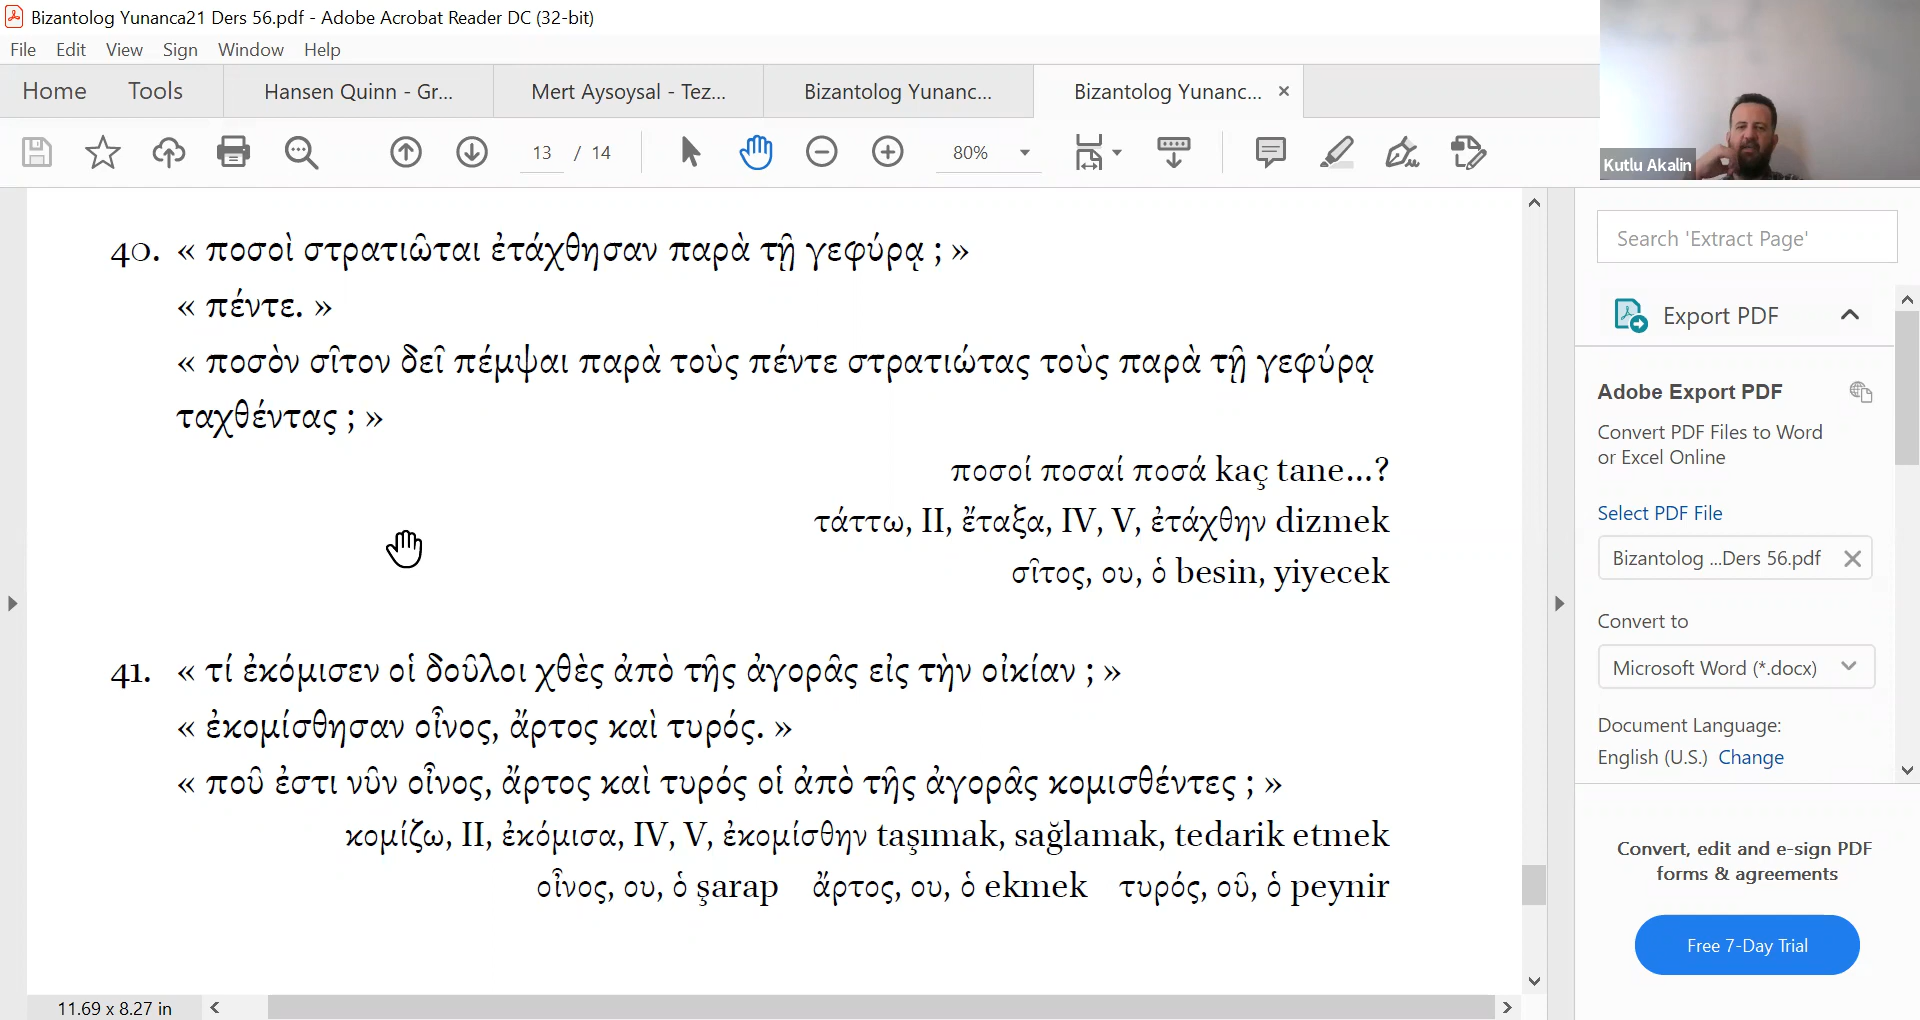 Bizantolog Yunanca21 Ders 56.pdf - Adobe Acrobat Reader DC (32-bit)
File Edit View Sign Window Help
Home Tools Hansen Quinn - Gr... Mert Aysoysal - Tez... Bizantolog Yunanc... Bizantolog Yunanc... ×
13 / 14 80%
Kutlu Akalin
40. « ποσοὶ στρατιῶται ἐτάχθησαν παρὰ τῇ γεφύρᾳ ; »
« πέντε. »
« ποσὸν σῖτον δεῖ πέμψαι παρὰ τοὺς πέντε στρατιώτας τοὺς παρὰ τῇ γεφύρᾳ
ταχθέντας ; »
ποσοί ποσαί ποσά kaç tane...?
τάττω, II, ἔταξα, IV, V, ἐτάχθην dizmek
σῖτος, ου, ὁ besin, yiyecek
41. « τί ἐκόμισεν οἱ δοῦλοι χθὲς ἀπὸ τῆς ἀγορᾶς εἰς τὴν οἰκίαν ; »
« ἐκομίσθησαν οἶνος, ἄρτος καὶ τυρός. »
« ποῦ ἐστι νῦν οἶνος, ἄρτος καὶ τυρός οἱ ἀπὸ τῆς ἀγορᾶς κομισθέντες ; »
κομίζω, II, ἐκόμισα, IV, V, ἐκομίσθην taşımak, sağlamak, tedarik etmek
οἶνος, ου, ὁ şarap ἄρτος, ου, ὁ ekmek τυρός, οῦ, ὁ peynir
11.69 x 8.27 in
Search 'Extract Page'
Export PDF
Adobe Export PDF
Convert PDF Files to Word
or Excel Online
Select PDF File
Bizantolog ...Ders 56.pdf
Convert to
Microsoft Word (*.docx)
Document Language:
English (U.S.) Change
Convert, edit and e-sign PDF
forms & agreements
Free 7-Day Trial